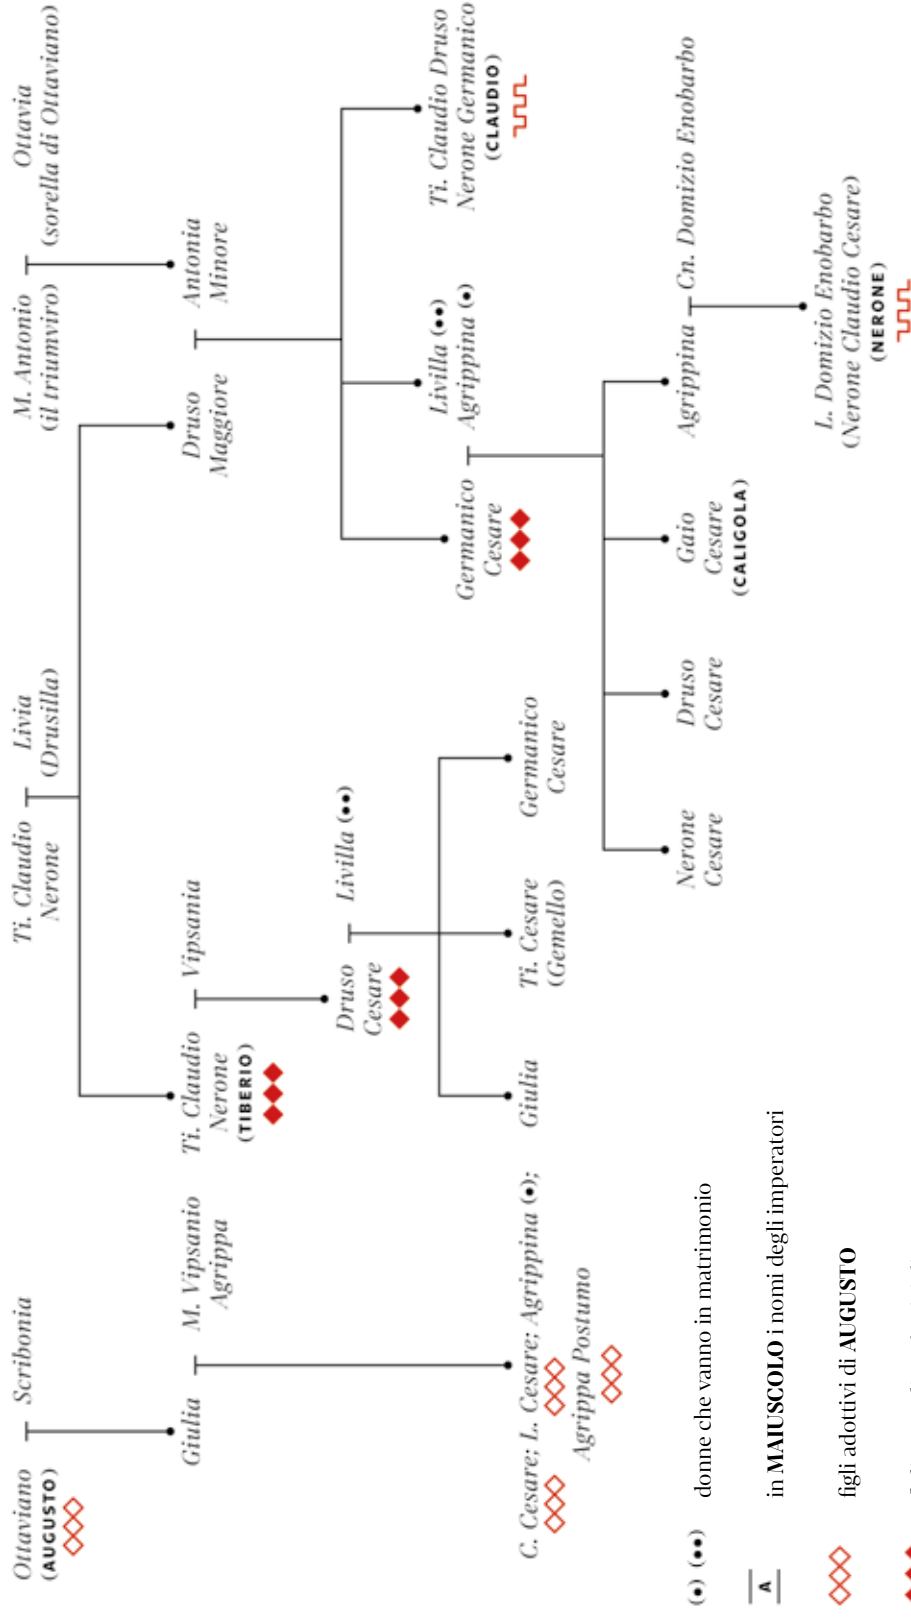 Ottaviano
(AUGUSTO)
Scribonia
Ti. Claudio
Nerone
Livia
(Drusilla)
M. Antonio
(il triumviro)
Ottavia
(sorella di Ottaviano)
Giulia
M. Vipsanio
Agrippa
Ti. Claudio
Nerone
(TIBERIO)
Vipsania
Druso
Maggiore
Antonia
Minore
Druso
Cesare
Livilla (••)
Germanico
Cesare
Livilla (••)
Agrippina (•)
Ti. Claudio Druso
Nerone Germanico
(CLAUDIO)
C. Cesare; L. Cesare; Agrippina (•);
Agrippa Postumo
Giulia
Ti. Cesare
(Gemello)
Germanico
Cesare
Nerone
Cesare
Druso
Cesare
Gaio
Cesare
(CALIGOLA)
Agrippina
Cn. Domizio Enobarbo
L. Domizio Enobarbo
(Nerone Claudio Cesare)
(NERONE)
(•) (••) donne che vanno in matrimonio
A in MAIUSCOLO i nomi degli imperatori
figli adottivi di AUGUSTO